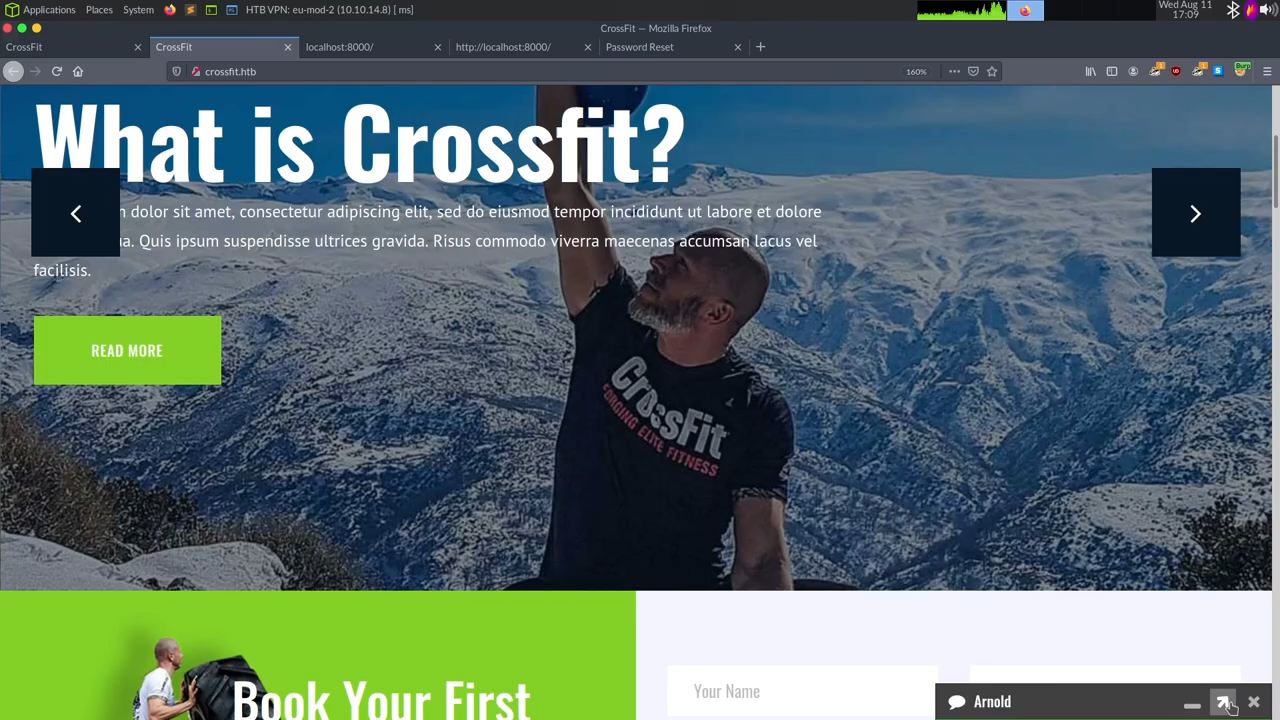 Applications Places System HTB VPN: eu-mod-2 (10.10.14.8) [ ms] Wed Aug 11
17:09
CrossFit — Mozilla Firefox
CrossFit CrossFit localhost:8000/ http://localhost:8000/ Password Reset
crossfit.htb 160%
Burp
What is Crossfit?
dolor sit amet, consectetur adipiscing elit, sed do eiusmod tempor incididunt ut labore et dolore
Quis ipsum suspendisse ultrices gravida. Risus commodo viverra maecenas accumsan lacus vel
facilisis.
READ MORE
CrossFit
FORGING ELITE FITNESS
Book Your First
Your Name
Arnold